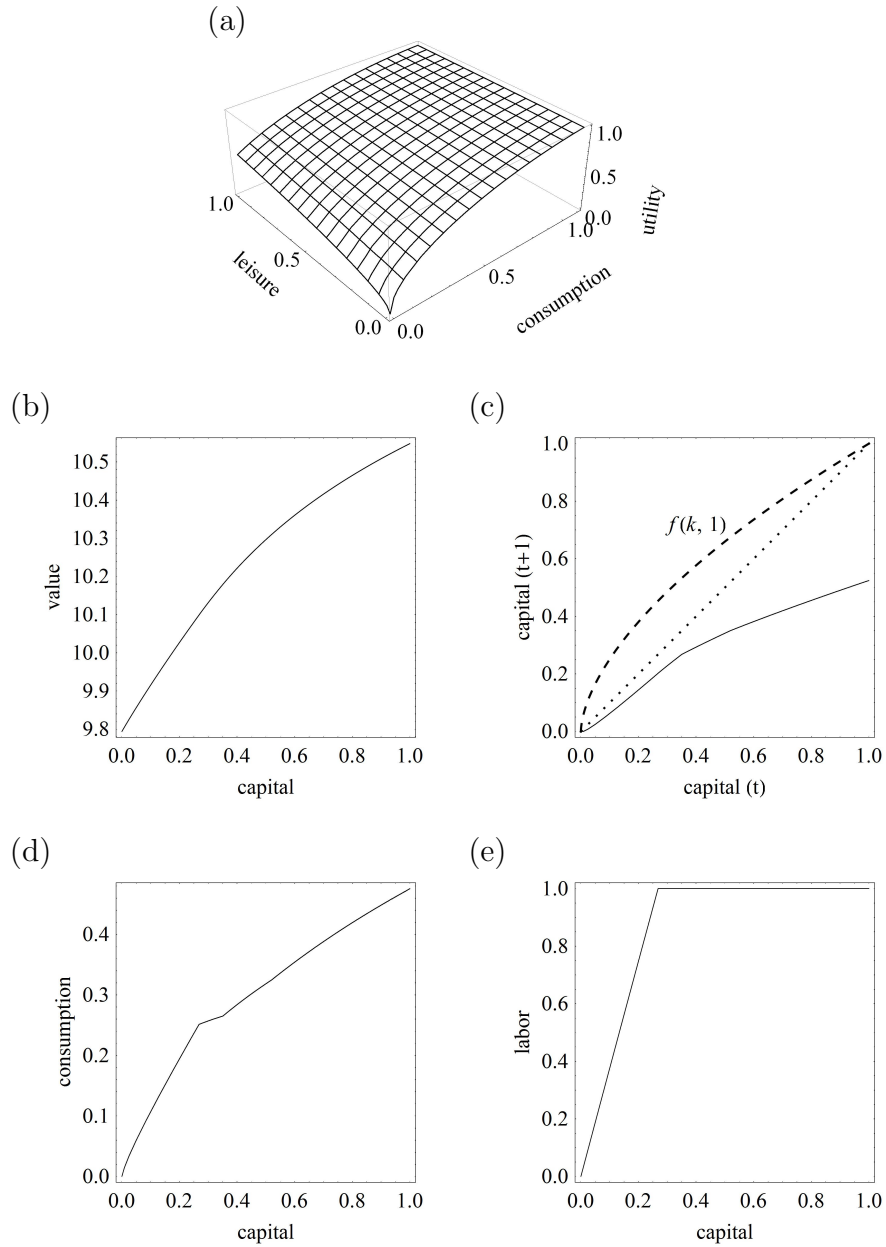 (a)
1.0
0.5
0.0
utility
1.0
0.5
0.0
leisure
0.0
0.5
1.0
consumption
(b)
10.5
10.4
10.3
10.2
10.1
10.0
9.9
9.8
value
0.0 0.2 0.4 0.6 0.8 1.0
capital
(c)
1.0
0.8
0.6
0.4
0.2
0.0
capital (t+1)
f(k, 1)
0.0 0.2 0.4 0.6 0.8 1.0
capital (t)
(d)
0.4
0.3
0.2
0.1
0.0
consumption
0.0 0.2 0.4 0.6 0.8 1.0
capital
(e)
1.0
0.8
0.6
0.4
0.2
0.0
labor
0.0 0.2 0.4 0.6 0.8 1.0
capital